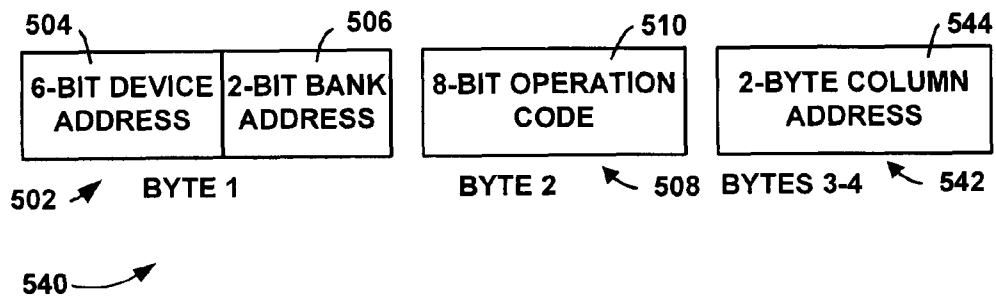 504 506 510 544
6-BIT DEVICE ADDRESS
2-BIT BANK ADDRESS
8-BIT OPERATION CODE
2-BYTE COLUMN ADDRESS
502 BYTE 1 BYTE 2 508 BYTES 3-4 542
540